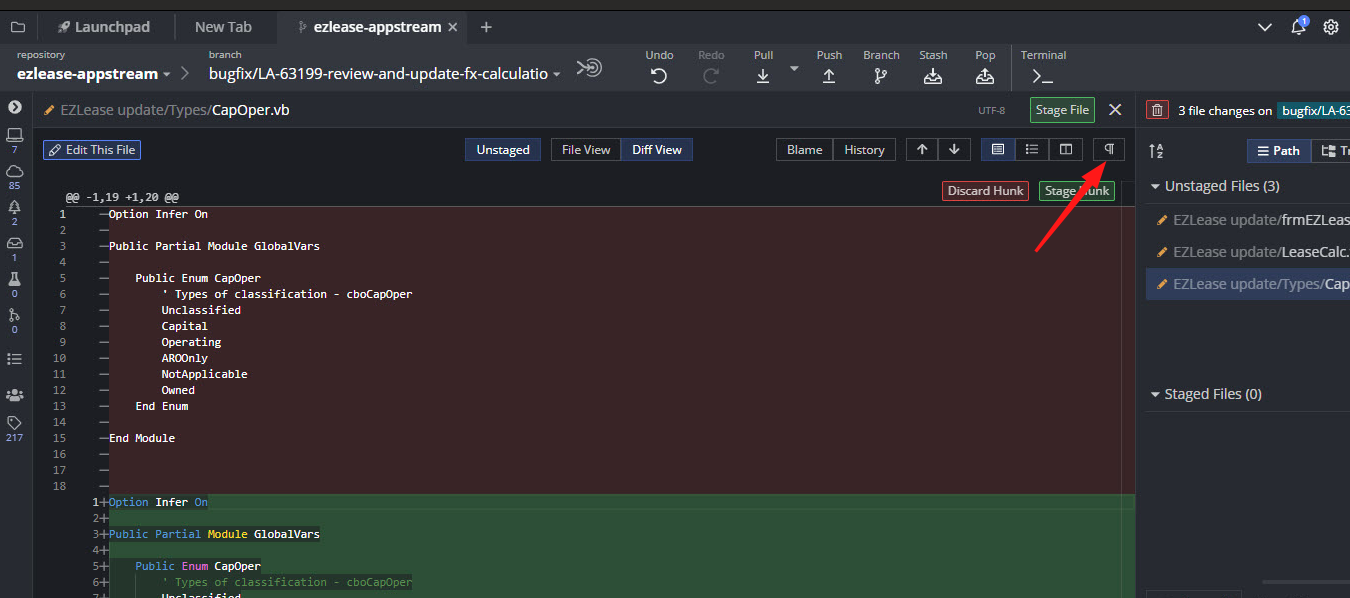 Launchpad
New Tab
ezlease-appstream
1
repository
ezlease-appstream
branch
bugfix/LA-63199-review-and-update-fx-calculatio
Undo
Redo
Pull
Push
Branch
Stash
Pop
Terminal
EZLease update/Types/CapOper.vb
UTF-8
Stage File
3 file changes on bugfix/LA-63
Edit This File
Unstaged
File View
Diff View
Blame
History
¶
Path
Tr
7
85
2
1
0
0
217
@@ -1,19 +1,20 @@
Discard Hunk
Stage Hunk
1 —Option Infer On
2 —
3 —Public Partial Module GlobalVars
4 —
5 — Public Enum CapOper
6 — ' Types of classification - cboCapOper
7 — Unclassified
8 — Capital
9 — Operating
10 — AROOnly
11 — NotApplicable
12 — Owned
13 — End Enum
14 —
15 —End Module
16 —
17 —
18 —
1+Option Infer On
2+
3+Public Partial Module GlobalVars
4+
5+ Public Enum CapOper
6+ ' Types of classification - cboCapOper
7+ Unclassified
Unstaged Files (3)
EZLease update/frmEZLeas
EZLease update/LeaseCalc.
EZLease update/Types/Cap
Staged Files (0)